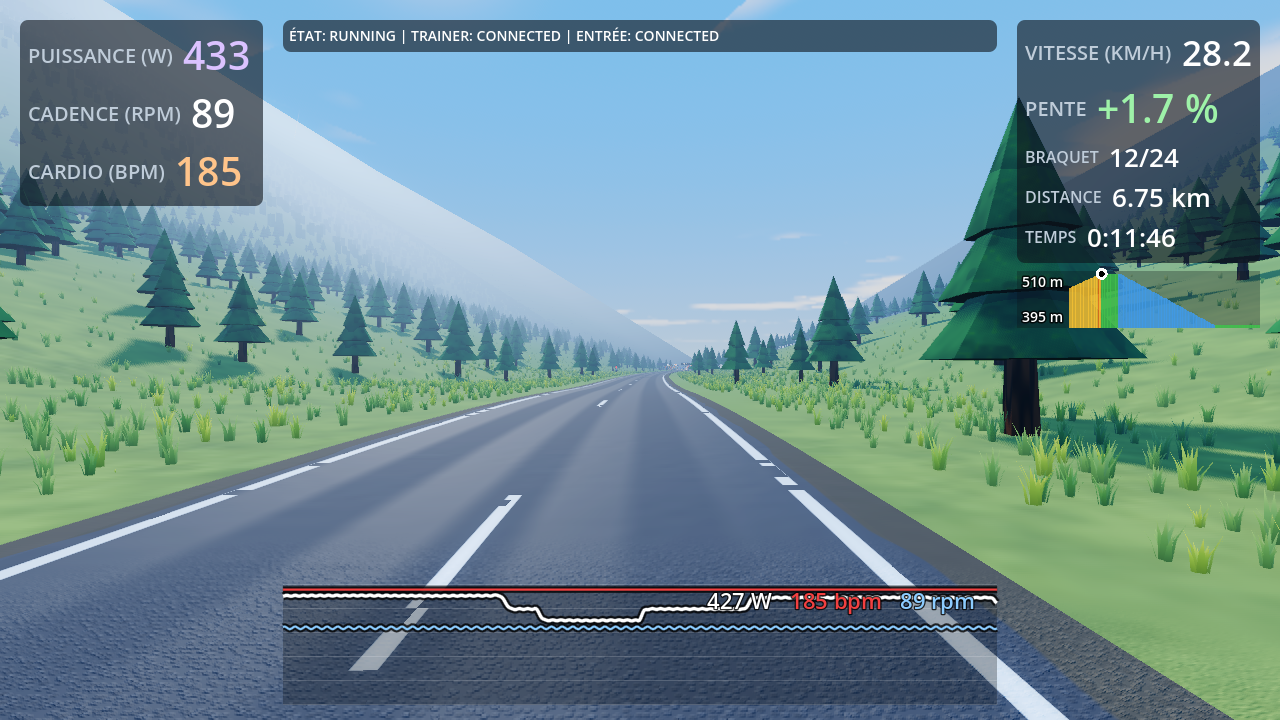 PUISSANCE (W) 433
CADENCE (RPM) 89
CARDIO (BPM) 185
ÉTAT: RUNNING | TRAINER: CONNECTED | ENTRÉE: CONNECTED
VITESSE (KM/H) 28.2
PENTE +1.7 %
BRAQUET 12/24
DISTANCE 6.75 km
TEMPS 0:11:46
510 m
395 m
427 W 185 bpm 89 rpm